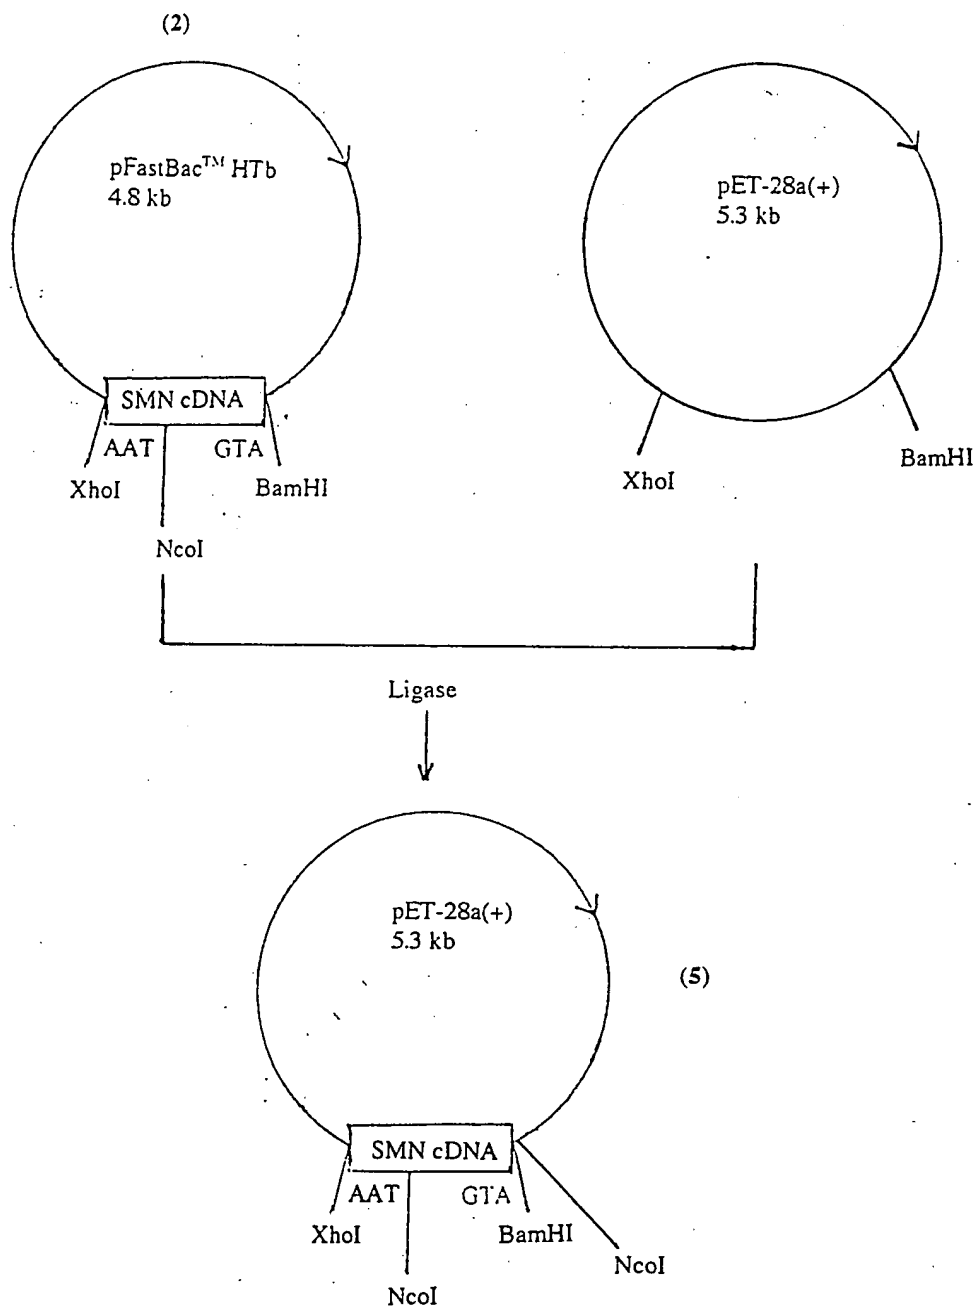 (2)
pFastBac™ HTb
4.8 kb
SMN cDNA
AAT GTA
XhoI BamHI
NcoI
pET-28a(+)
5.3 kb
XhoI BamHI
Ligase
pET-28a(+)
5.3 kb
(5)
SMN cDNA
AAT GTA
XhoI BamHI
NcoI
NcoI